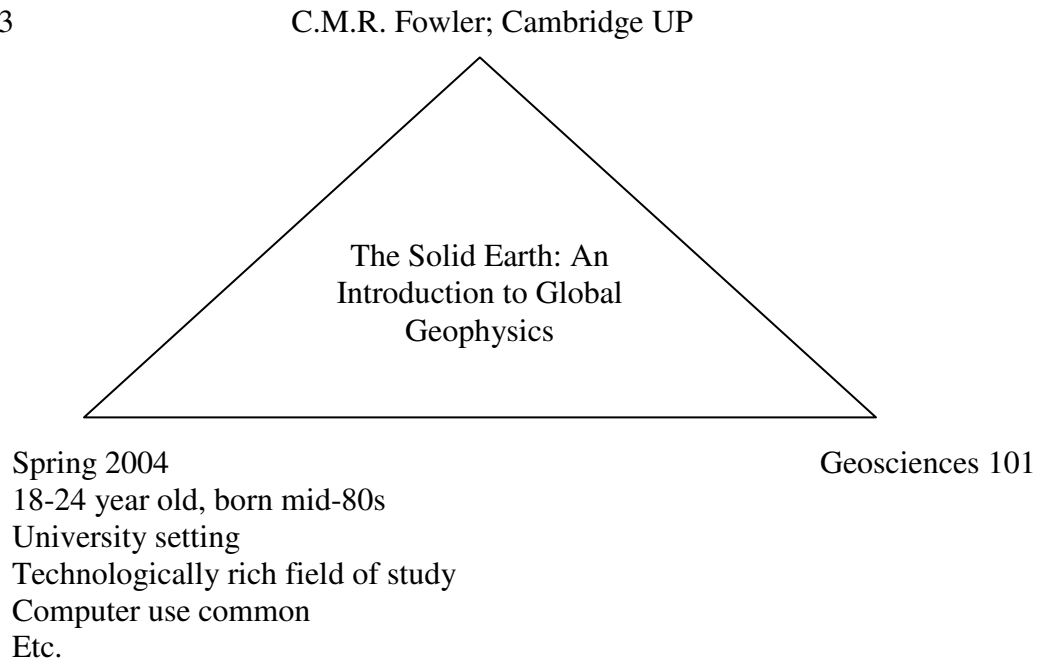 3
C.M.R. Fowler; Cambridge UP
The Solid Earth: An
Introduction to Global
Geophysics
Spring 2004
Geosciences 101
18-24 year old, born mid-80s
University setting
Technologically rich field of study
Computer use common
Etc.